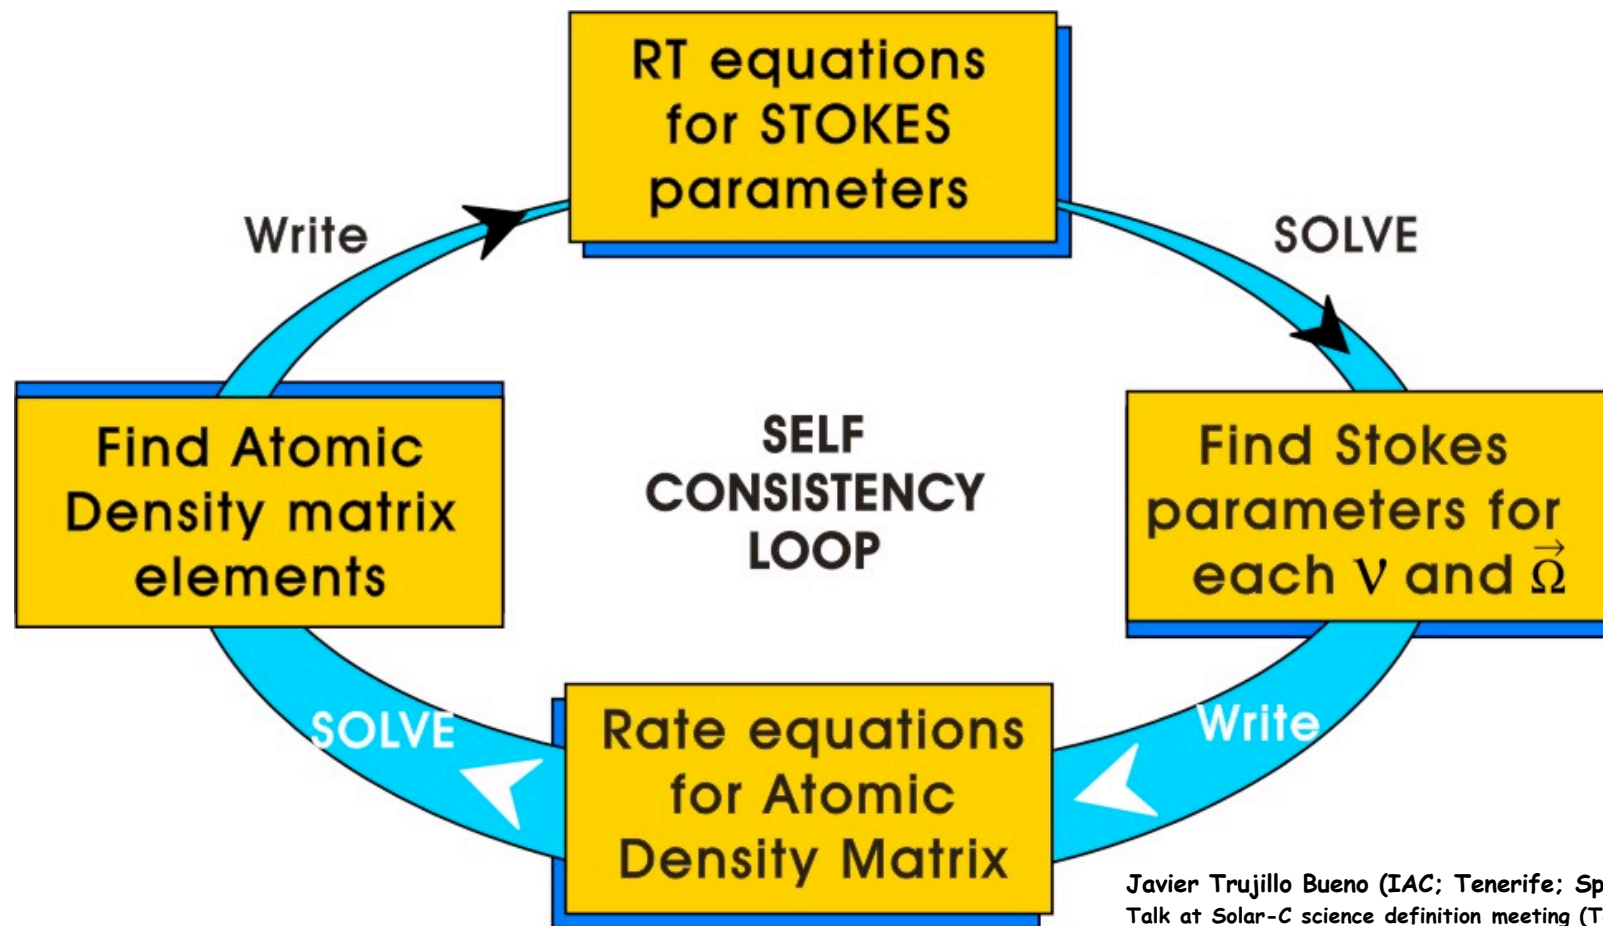 RT equations
for STOKES
parameters
Write
SOLVE
Find Atomic
Density matrix
elements
SELF
CONSISTENCY
LOOP
Find Stokes
parameters for
each ν and Ω⃗
SOLVE
Rate equations
for Atomic
Density Matrix
Write
Javier Trujillo Bueno (IAC; Tenerife; Sp
Talk at Solar-C science definition meeting (T